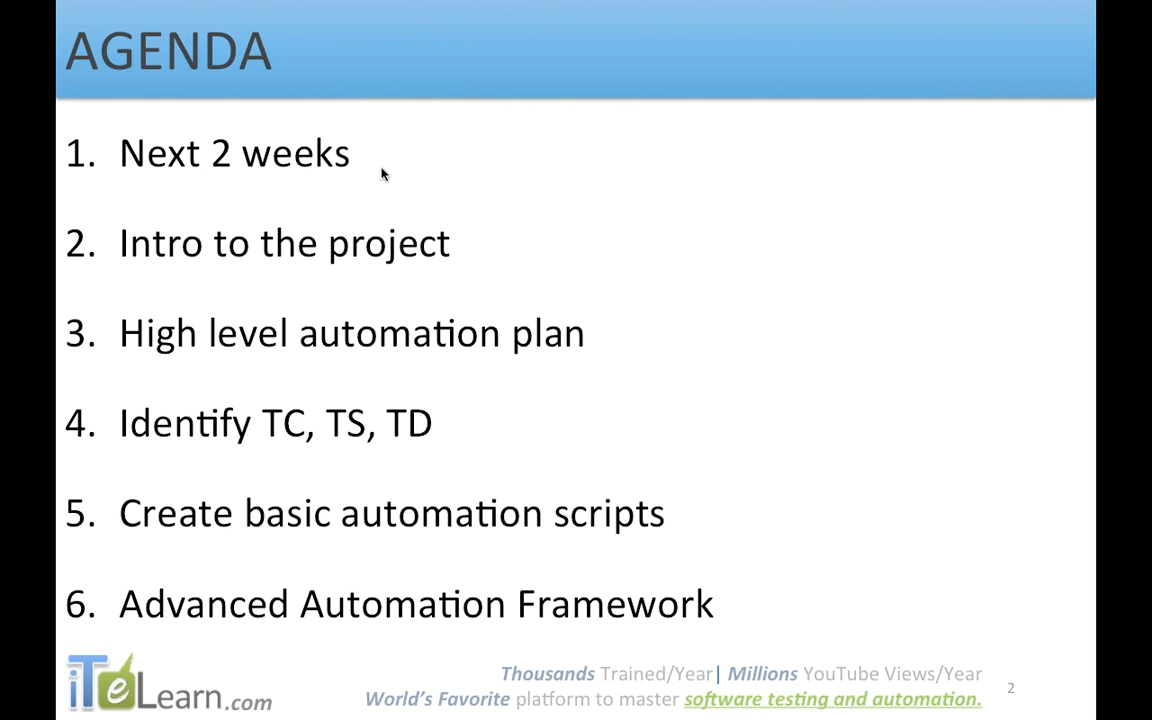 AGENDA
1. Next 2 weeks
2. Intro to the project
3. High level automation plan
4. Identify TC, TS, TD
5. Create basic automation scripts
6. Advanced Automation Framework
iTeLearn.com
Thousands Trained/Year| Millions YouTube Views/Year
World's Favorite platform to master software testing and automation.
2